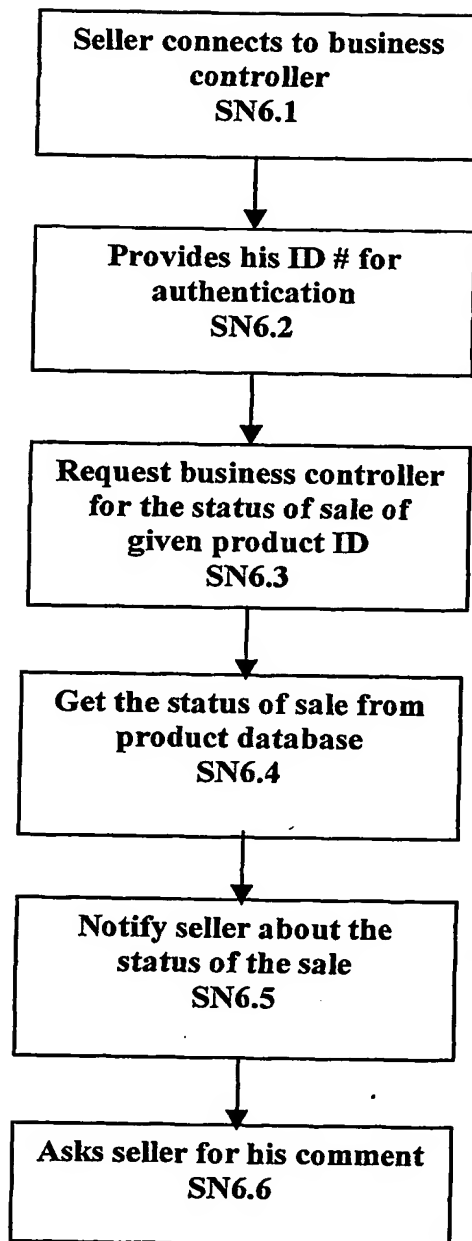 Seller connects to business
controller
SN6.1
Provides his ID # for
authentication
SN6.2
Request business controller
for the status of sale of
given product ID
SN6.3
Get the status of sale from
product database
SN6.4
Notify seller about the
status of the sale
SN6.5
Asks seller for his comment
SN6.6